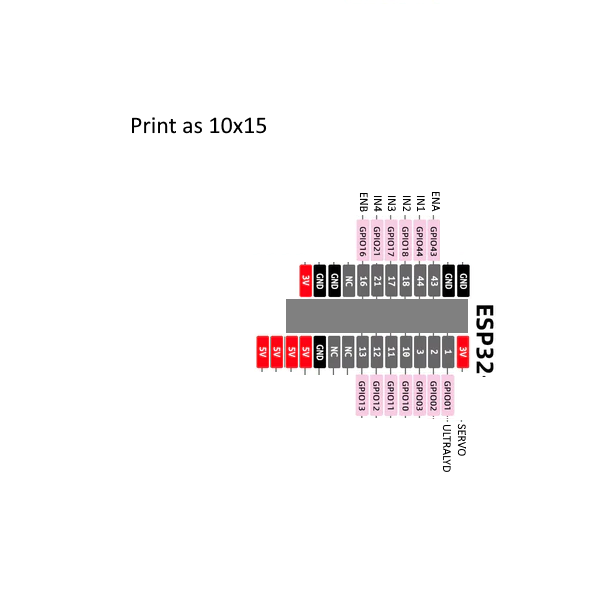 Print as 10x15
ENB
IN4
IN3
IN2
IN1
ENA
GPIO16
GPIO21
GPIO17
GPIO18
GPIO44
GPIO43
3V
GND
GND
NC
16
21
17
18
44
43
GND
GND
ESP32
5V
5V
5V
5V
GND
NC
NC
13
12
11
10
3
2
1
3V
GPIO13
GPIO12
GPIO11
GPIO10
GPIO03
GPIO02
GPIO01
ULTRALYD
SERVO